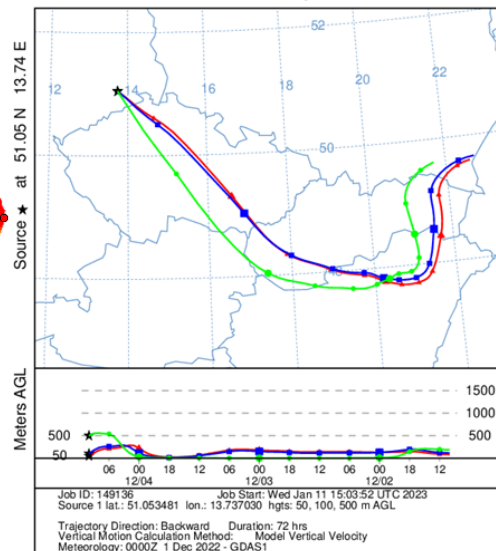 Source ★ at 51.05 N 13.74 E
52
12 14 16 18 20 22
50
Meters AGL
1500 1500
1000 1000
500 500
50
06 00 18 12 06 00 18 12 06 00 18 12
12/04 12/03 12/02
Job ID: 149136 Job Start: Wed Jan 11 15:03:52 UTC 2023
Source 1 lat.: 51.053481 lon.: 13.737030 hgts: 50, 100, 500 m AGL
Trajectory Direction: Backward Duration: 72 hrs
Vertical Motion Calculation Method: Model Vertical Velocity
Meteorology: 0000Z 1 Dec 2022 - GDAS1